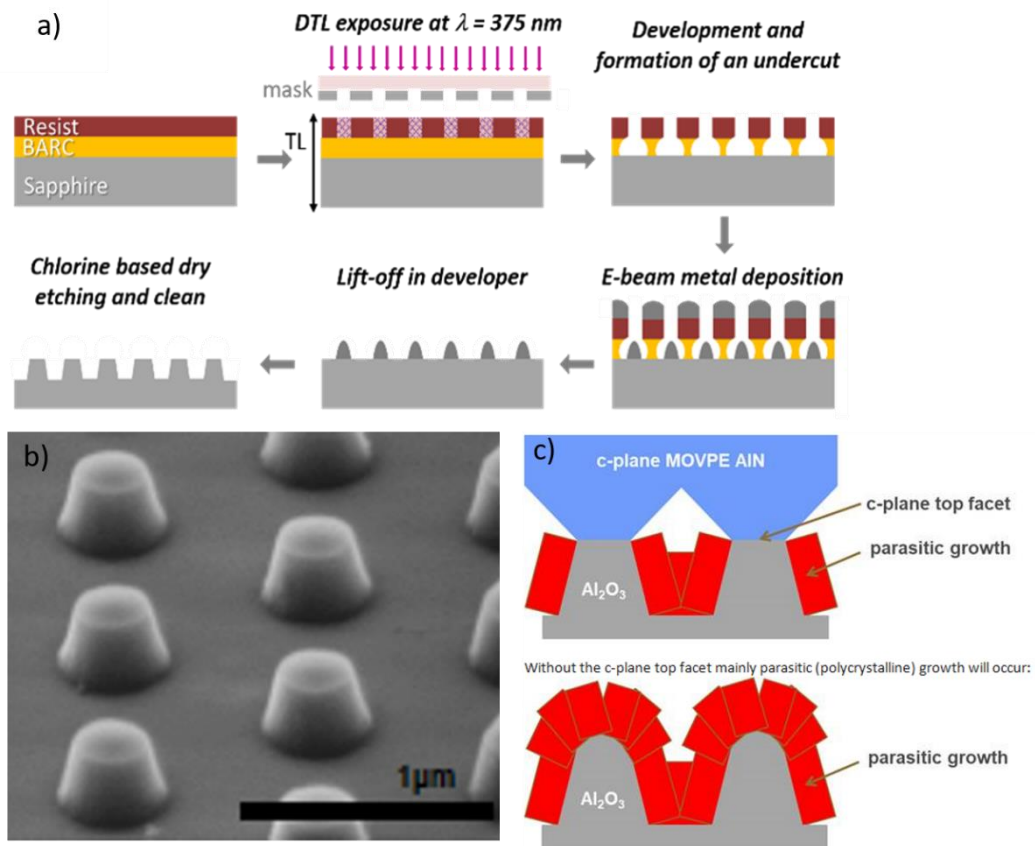 a)
DTL exposure at λ = 375 nm
Development and
formation of an undercut
mask
Resist
BARC
Sapphire
TL
Chlorine based dry
etching and clean
Lift-off in developer
E-beam metal deposition
b)
1µm
c)
c-plane MOVPE AlN
c-plane top facet
parasitic growth
Al2O3
Without the c-plane top facet mainly parasitic (polycrystalline) growth will occur:
parasitic growth
Al2O3